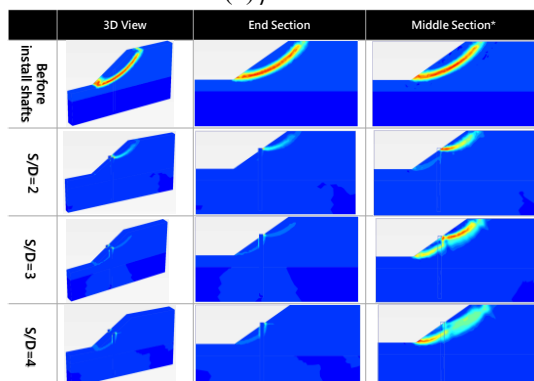 3D View
End Section
Middle Section*
Before
install shafts
S/D=2
S/D=3
S/D=4